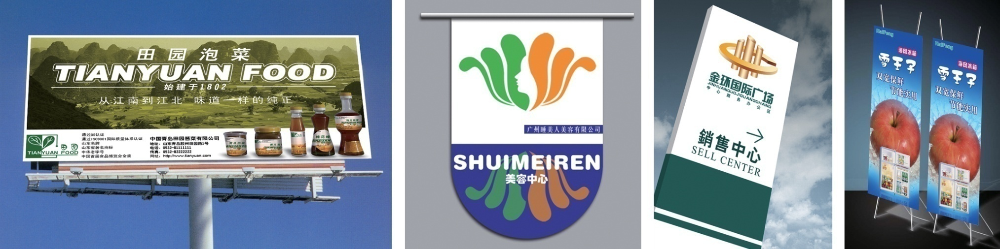 田园泡菜
TIANYUAN FOOD
始建于1802
从江南到江北 味道一样的纯正
田园
TIANYUAN FOOD
通过QS认证
通过ISO9001国际质量体系认证
山东名牌
山东省著名商标
中华老字号
中国首届食品博览会金奖
中国青岛田园酱菜有限公司
地址：山东青岛胶州田园路1号
电话：0532-81111111
传真：0532-82222222
网址：http://www.tianyuan.com
广州睡美人美容有限公司
SHUIMEIREN
美容中心
金环国际广场
JINHUANGUOJIGUANGCHANG
中心商务办公区
銷售中心
SELL CENTER
HaiFeng
海风冰箱
雪王子
双宽保鲜
节能实用
HaiFeng
海风冰箱
雪王子
双宽保鲜
节能实用